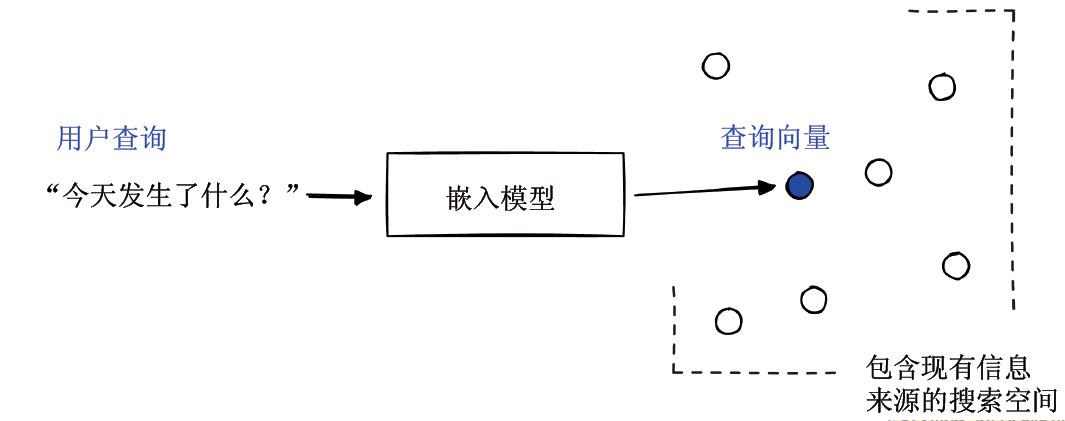 用户查询
“今天发生了什么？”
嵌入模型
查询向量
包含现有信息
来源的搜索空间